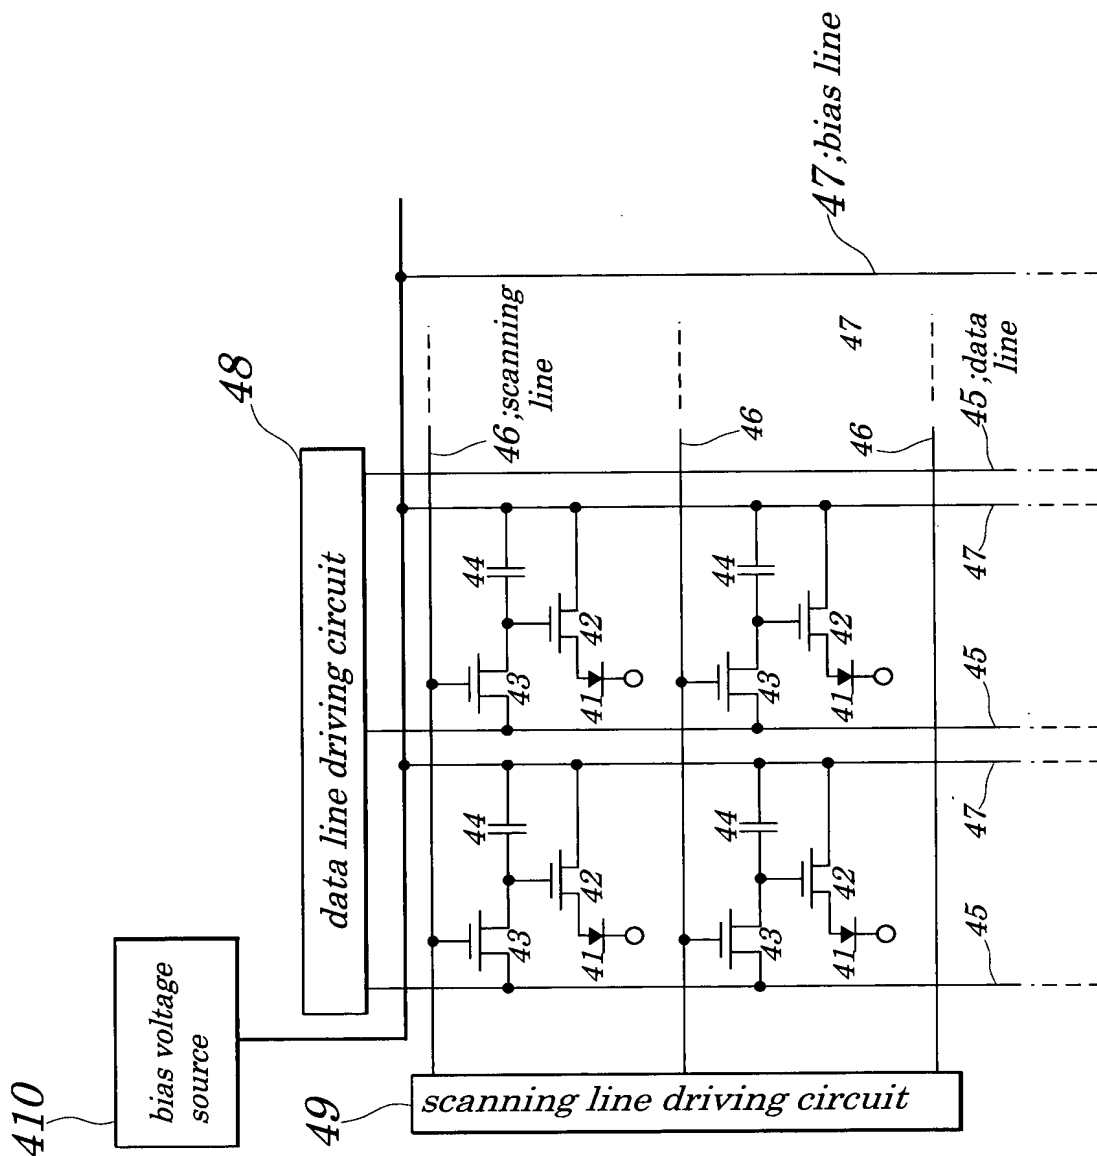 410
bias voltage
source
48
data line driving circuit
49
scanning line driving circuit
46 ;scanning
line
47 ;bias line
44
44
43
42
43
42
41
41
46
44
44
47
43
42
43
42
41
41
46
45
47
45
47
45 ;data
line